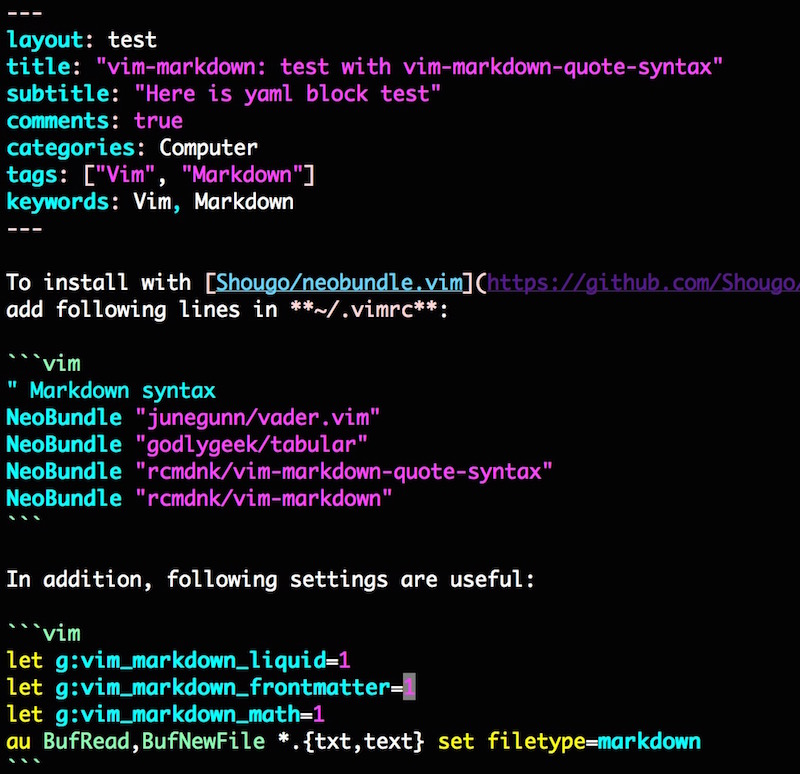 ---
layout: test
title: "vim-markdown: test with vim-markdown-quote-syntax"
subtitle: "Here is yaml block test"
comments: true
categories: Computer
tags: ["Vim", "Markdown"]
keywords: Vim, Markdown
---
To install with [Shougo/neobundle.vim](https://github.com/Shougo/
add following lines in **~/.vimrc**:
```vim
" Markdown syntax
NeoBundle "junegunn/vader.vim"
NeoBundle "godlygeek/tabular"
NeoBundle "rcmdnk/vim-markdown-quote-syntax"
NeoBundle "rcmdnk/vim-markdown"
```
In addition, following settings are useful:
```vim
let g:vim_markdown_liquid=1
let g:vim_markdown_frontmatter=1
let g:vim_markdown_math=1
au BufRead,BufNewFile *.{txt,text} set filetype=markdown
```